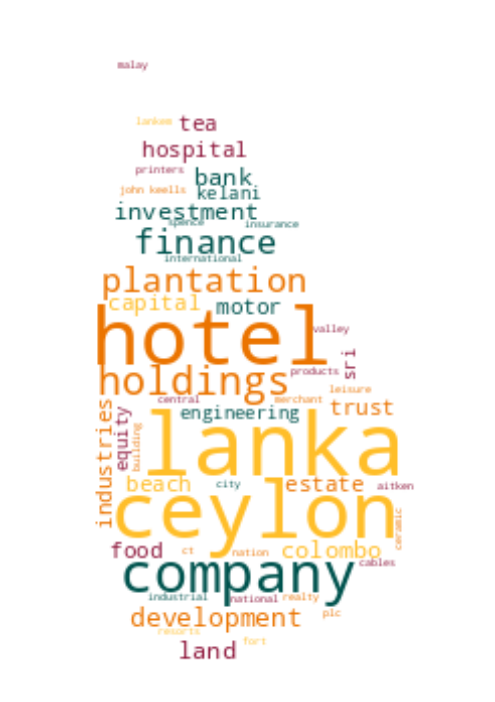 malay
lankem tea
hospital
printers bank
john keells kelani
investment
spence insurance
finance
international
plantation
capital motor
hotel valley
sri
holdings products
leisure
central merchant
trust
engineering
industries equity building
lanka
beach city estate aitken
ceylon
ceramic
food ct nation colombo
company cables
industrial national realty
development plc
resorts
land fort